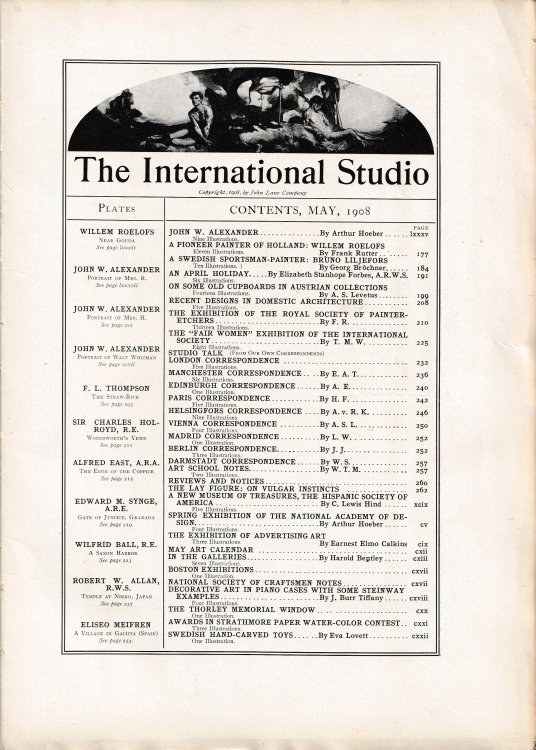 The International Studio
Copyright, 1908, by John Lane Company
PLATES
WILLEM ROELOFS
NEAR GOUDA
JOHN W. ALEXANDER
PORTRAIT OF MRS. R.
JOHN W. ALEXANDER
PORTRAIT OF MRS. H.
JOHN W. ALEXANDER
PORTRAIT OF WALT WHITMAN
F. L. THOMPSON
THE STRAW-RICK
See page 195
SIR CHARLES HOL-
ROYD, R.E.
WORDSWORTH'S YEWS
See page 211
ALFRED EAST, A.R.A.
THE EDGE OF THE COPPICE
See page 215
EDWARD M. SYNGE,
A.R.E.
GATE OF JUSTICE, GRANADA
See page 219
WILFRID BALL, R.E.
A SAXON HARBOR
See page 223
ROBERT W. ALLAN,
R.W.S.
TEMPLE AT NIKKO, JAPAN
See page 237
ELISEO MEIFREN
A VILLAGE IN GALICIA (SPAIN)
See page 253.
CONTENTS, MAY, 1908
PAGE
JOHN W. ALEXANDER By Arthur Hoeber lxxxv
Nine Illustrations.
A PIONEER PAINTER OF HOLLAND: WILLEM ROELOFS
Eleven Illustrations. By Frank Rutter 177
A SWEDISH SPORTSMAN-PAINTER: BRUNO LILJEFORS
Ten Illustrations. By Georg Bröchner 184
AN APRIL HOLIDAY By Elizabeth Stanhope Forbes, A.R.W.S. 191
Six Illustrations.
ON SOME OLD CUPBOARDS IN AUSTRIAN COLLECTIONS
Fourteen Illustrations. By A. S. Levetus 199
RECENT DESIGNS IN DOMESTIC ARCHITECTURE 208
Five Illustrations.
THE EXHIBITION OF THE ROYAL SOCIETY OF PAINTER-
ETCHERS By F. R. 210
Thirteen Illustrations.
THE "FAIR WOMEN" EXHIBITION OF THE INTERNATIONAL
SOCIETY By T. M. W. 225
Eight Illustrations.
STUDIO TALK (FROM OUR OWN CORRESPONDENTS)
LONDON CORRESPONDENCE 232
Five Illustrations.
MANCHESTER CORRESPONDENCE By E. A. T. 236
Six Illustrations.
EDINBURGH CORRESPONDENCE By A. E. 240
One Illustration.
PARIS CORRESPONDENCE By H. F. 242
Five Illustrations.
HELSINGFORS CORRESPONDENCE By A. v. R. K. 246
Nine Illustrations.
VIENNA CORRESPONDENCE By A. S. L. 250
Four Illustrations.
MADRID CORRESPONDENCE By L. W. 252
One Illustration.
BERLIN CORRESPONDENCE By J. J. 252
Three Illustrations.
DARMSTADT CORRESPONDENCE By W. S. 257
ART SCHOOL NOTES By W. T. M. 257
Two Illustrations.
REVIEWS AND NOTICES 260
THE LAY FIGURE: ON VULGAR INSTINCTS 262
A NEW MUSEUM OF TREASURES, THE HISPANIC SOCIETY OF
AMERICA By C. Lewis Hind xcix
Five Illustrations.
SPRING EXHIBITION OF THE NATIONAL ACADEMY OF DE-
SIGN By Arthur Hoeber cv
Four Illustrations.
THE EXHIBITION OF ADVERTISING ART
Three Illustrations. By Earnest Elmo Calkins cix
MAY ART CALENDAR cxii
IN THE GALLERIES By Harold Begtley cxiii
Seven Illustrations.
BOSTON EXHIBITIONS cxvii
One Illustration.
NATIONAL SOCIETY OF CRAFTSMEN NOTES cxvii
DECORATIVE ART IN PIANO CASES WITH SOME STEINWAY
EXAMPLES By J. Burr Tiffany cxviii
Four Illustrations.
THE THORLEY MEMORIAL WINDOW cxx
One Illustration.
AWARDS IN STRATHMORE PAPER WATER-COLOR CONTEST cxxi
Three Illustrations.
SWEDISH HAND-CARVED TOYS By Eva Lovett cxxii
One Illustration.